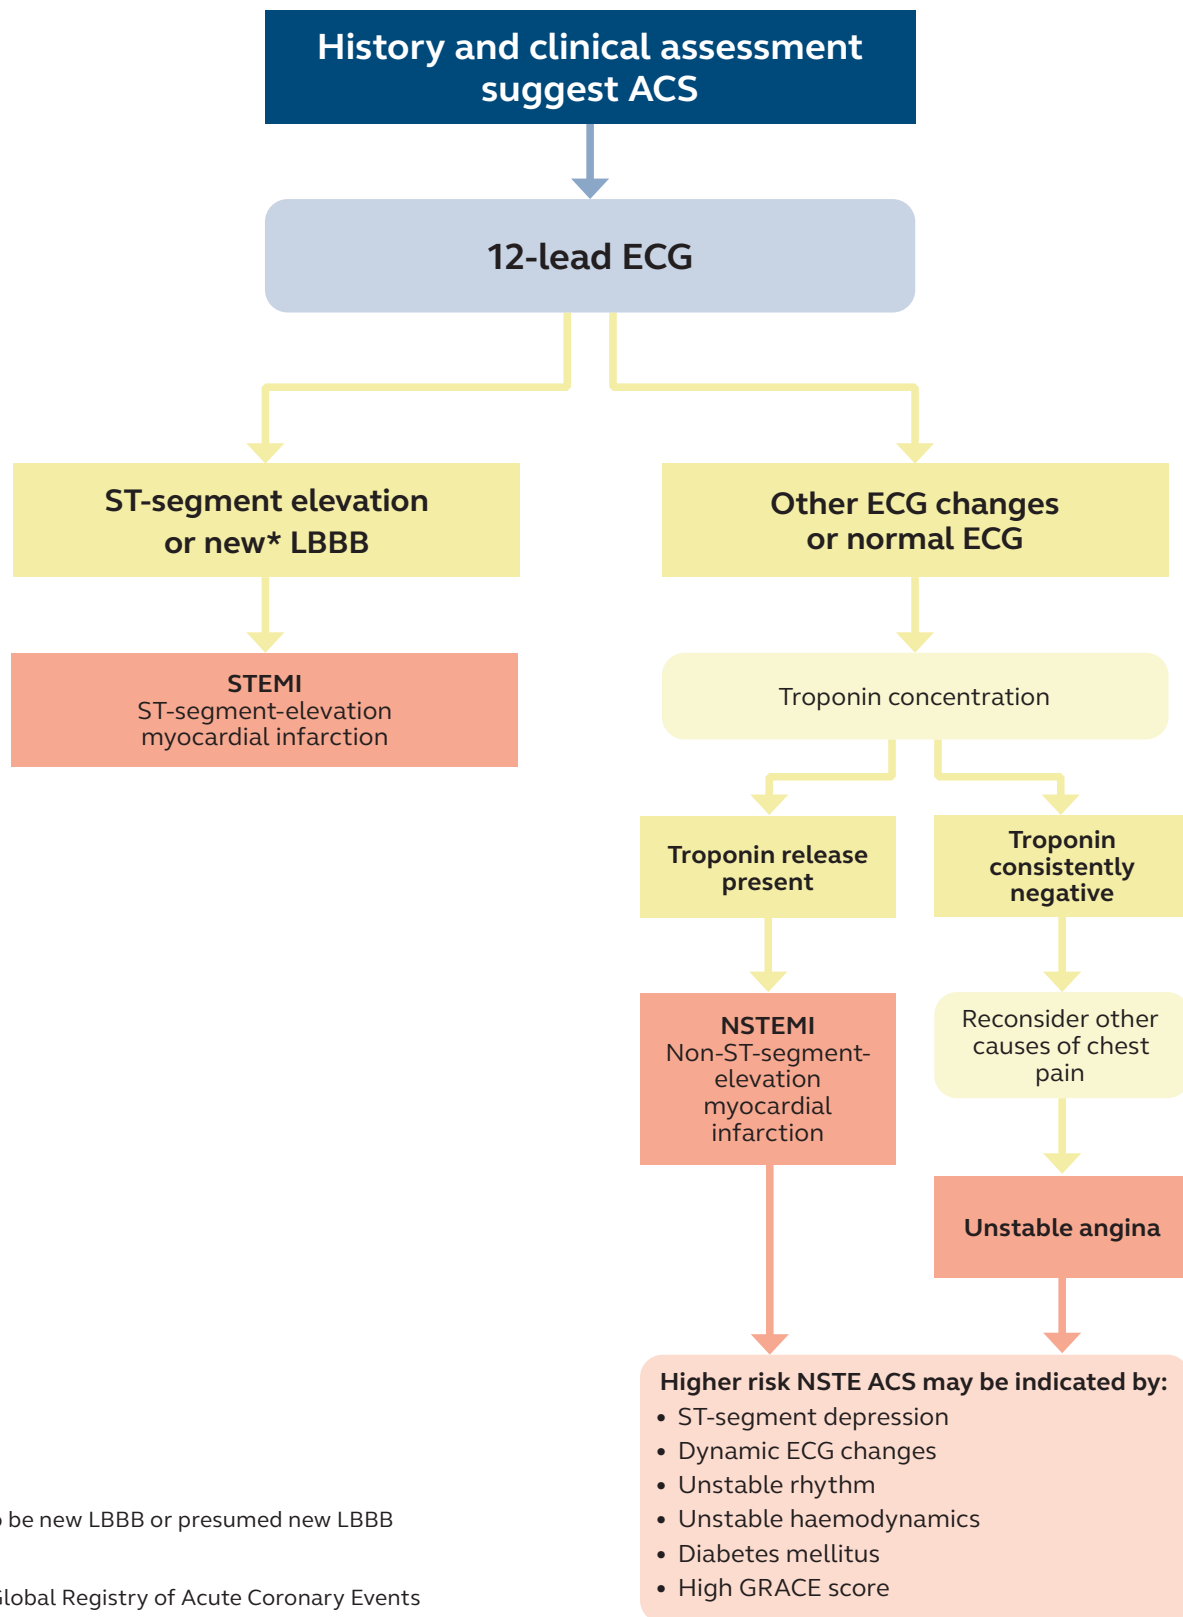 History and clinical assessment
suggest ACS
12-lead ECG
ST-segment elevation
or new* LBBB
Other ECG changes
or normal ECG
STEMI
ST-segment-elevation
myocardial infarction
Troponin concentration
Troponin release
present
Troponin
consistently
negative
NSTEMI
Non-ST-segment-
elevation
myocardial
infarction
Reconsider other
causes of chest
pain
Unstable angina
Higher risk NSTE ACS may be indicated by:
• ST-segment depression
• Dynamic ECG changes
• Unstable rhythm
• Unstable haemodynamics
• Diabetes mellitus
• High GRACE score
be new LBBB or presumed new LBBB
Global Registry of Acute Coronary Events